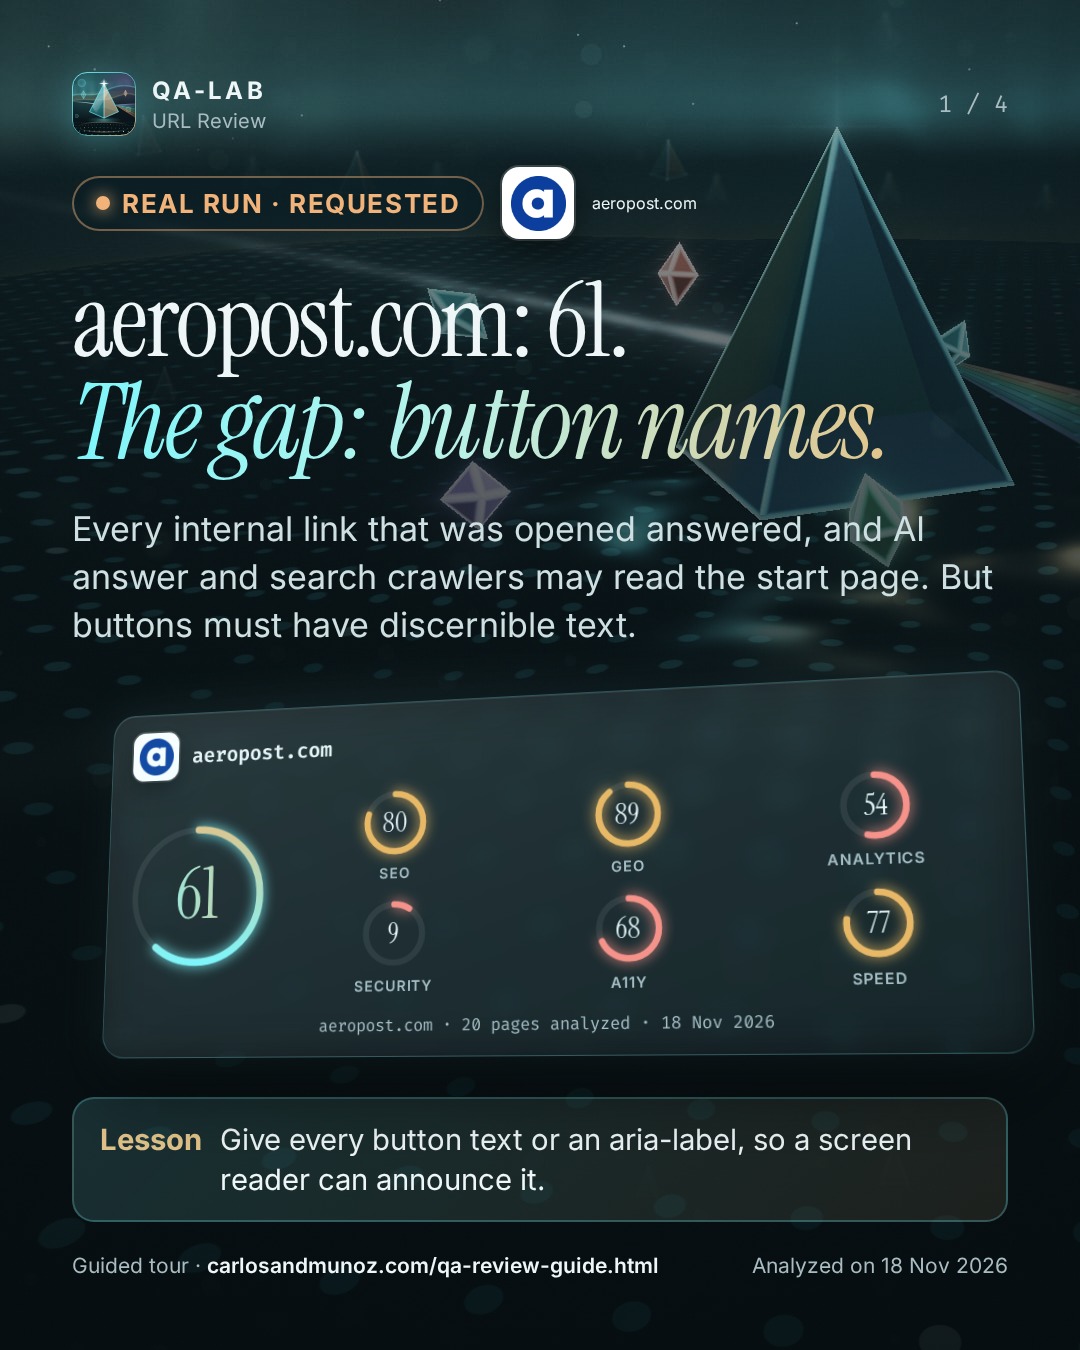 QA-LAB
URL Review
1 / 4
REAL RUN · REQUESTED
a
aeropost.com
aeropost.com: 61.
The gap: button names.
Every internal link that was opened answered, and AI
answer and search crawlers may read the start page. But
buttons must have discernible text.
a
aeropost.com
61
80
SEO
89
GEO
54
ANALYTICS
9
SECURITY
68
A11Y
77
SPEED
aeropost.com · 20 pages analyzed · 18 Nov 2026
Lesson Give every button text or an aria-label, so a screen
reader can announce it.
Guided tour · carlosandmunoz.com/qa-review-guide.html
Analyzed on 18 Nov 2026